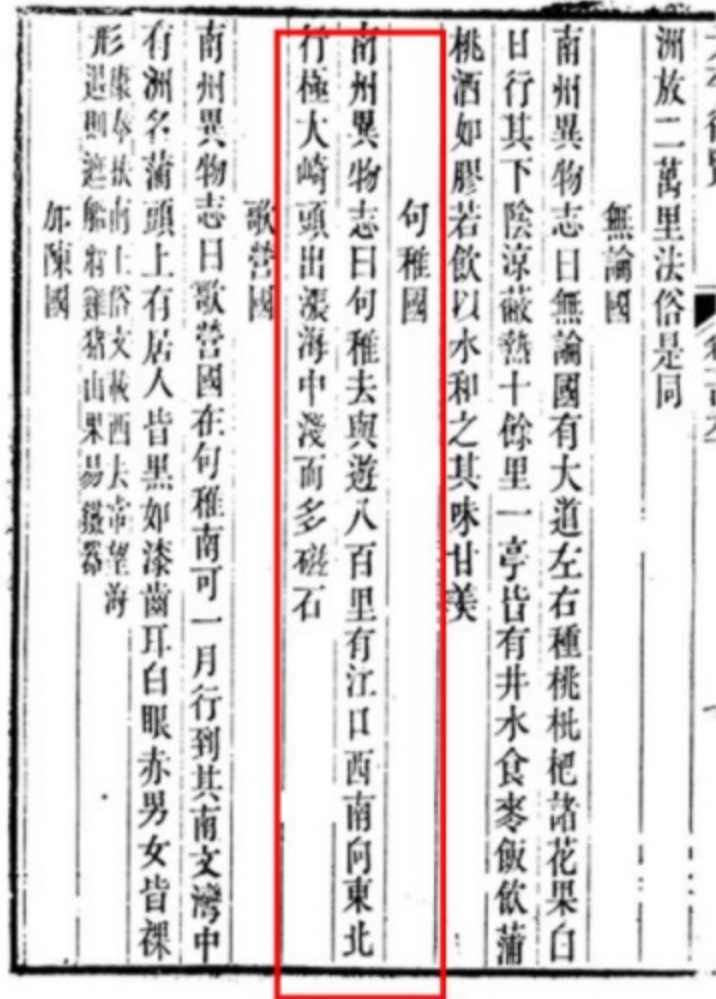 洲放二萬里法俗是同
無論國
南州異物志曰無論國有大道左右種桃枇杷諸花果白
日行其下陰涼蔽熱十餘里一亭皆有井水食麥飯飲蒲
桃酒如膠若飲以水和之其味甘美
句稚國
南州異物志曰句稚去與遊八百里有江口西南向東北
行極大崎頭出漲海中淺而多磁石
歌營國
南州異物志曰歌營國在句稚南可一月行到其南文灣中
有洲名蒲頭上有居人皆黑如漆齒耳白眼赤男女皆裸
形
加陳國